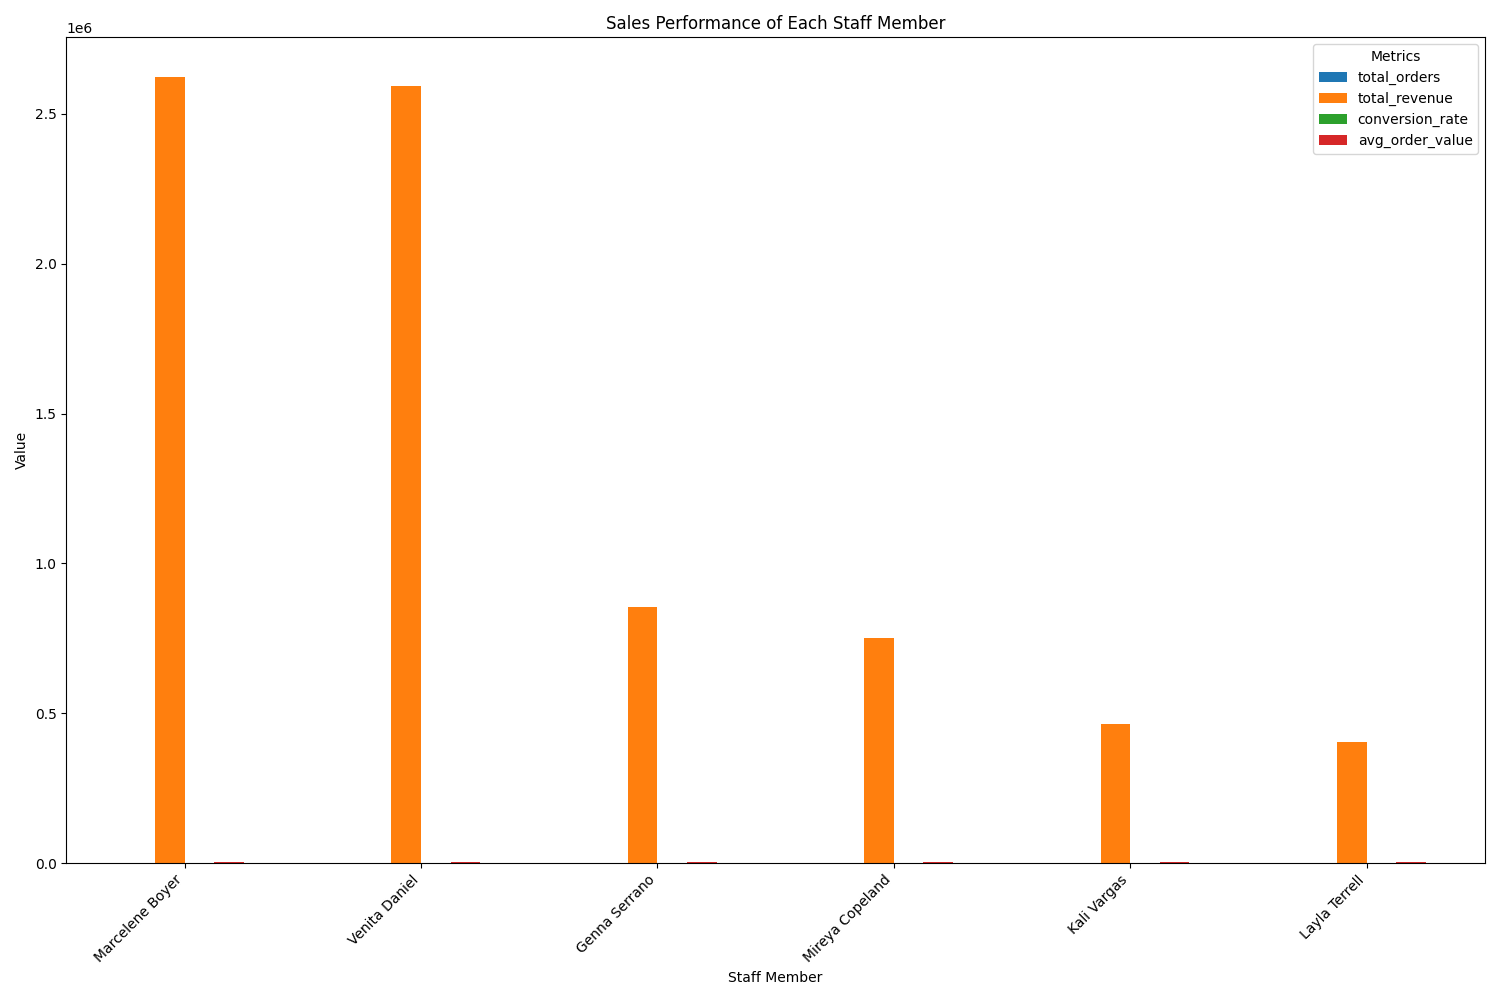 Sales Performance of Each Staff Member
1e6
Metrics
total_orders
total_revenue
conversion_rate
avg_order_value
2.5
2.0
1.5
1.0
0.5
0.0
Value
Marcelene Boyer
Venita Daniel
Genna Serrano
Mireya Copeland
Kali Vargas
Layla Terrell
Staff Member